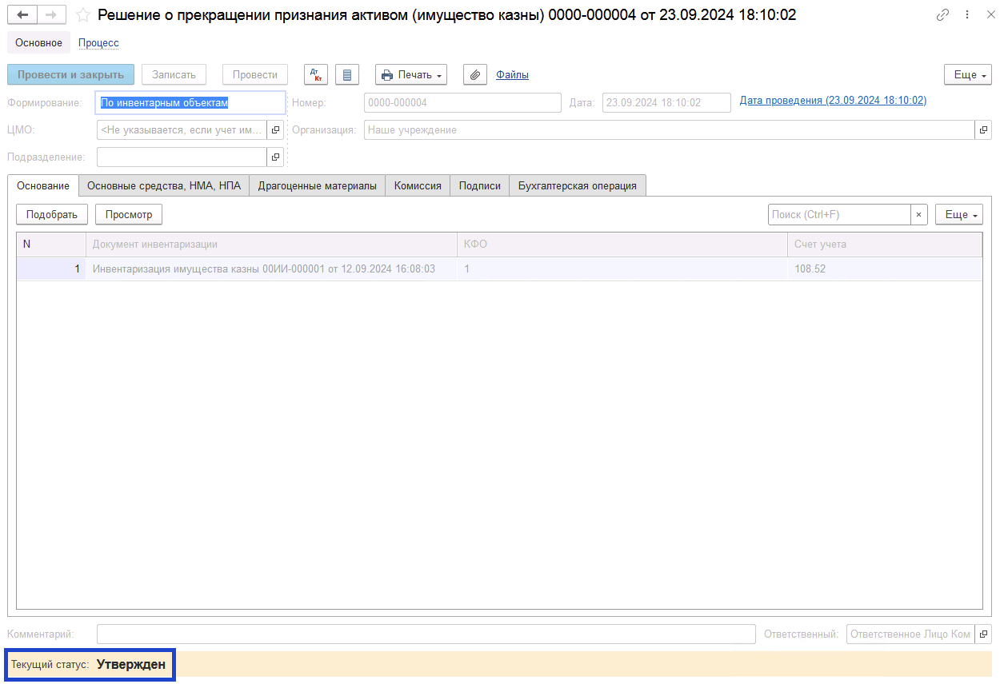 Решение о прекращении признания активом (имущество казны) 0000-000004 от 23.09.2024 18:10:02
Основное Процесс
Провести и закрыть Записать Провести Дт Кт Печать Файлы Еще
Формирование: По инвентарным объектам Номер: 0000-000004 Дата: 23.09.2024 18:10:02 Дата проведения (23.09.2024 18:10:02)
ЦМО: <Не указывается, если учет им... Организация: Наше учреждение
Подразделение:
Основание Основные средства, НМА, НПА Драгоценные материалы Комиссия Подписи Бухгалтерская операция
Подобрать Просмотр Поиск (Ctrl+F) × Еще
N Документ инвентаризации КФО Счет учета
1 Инвентаризация имущества казны 00ИИ-000001 от 12.09.2024 16:08:03 1 108.52
Комментарий: Ответственный: Ответственное Лицо Ком
Текущий статус: Утвержден